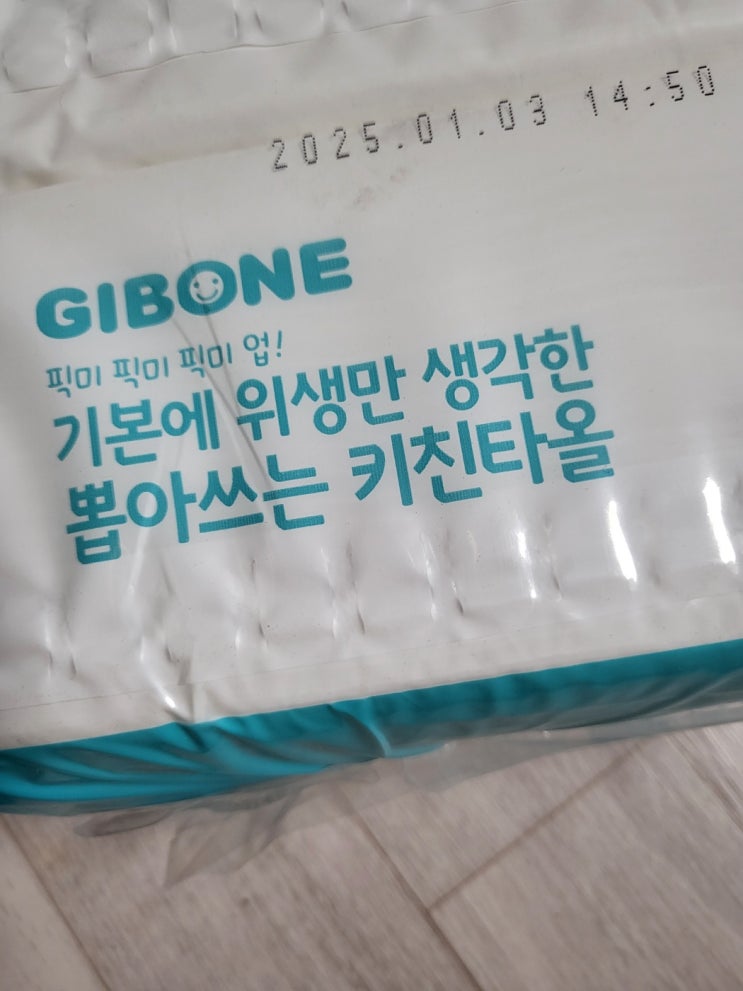 2025.01.03 14:50
GIBONE
픽미 픽미 픽미 업!
기본에 위생만 생각한
뽑아쓰는 키친타올